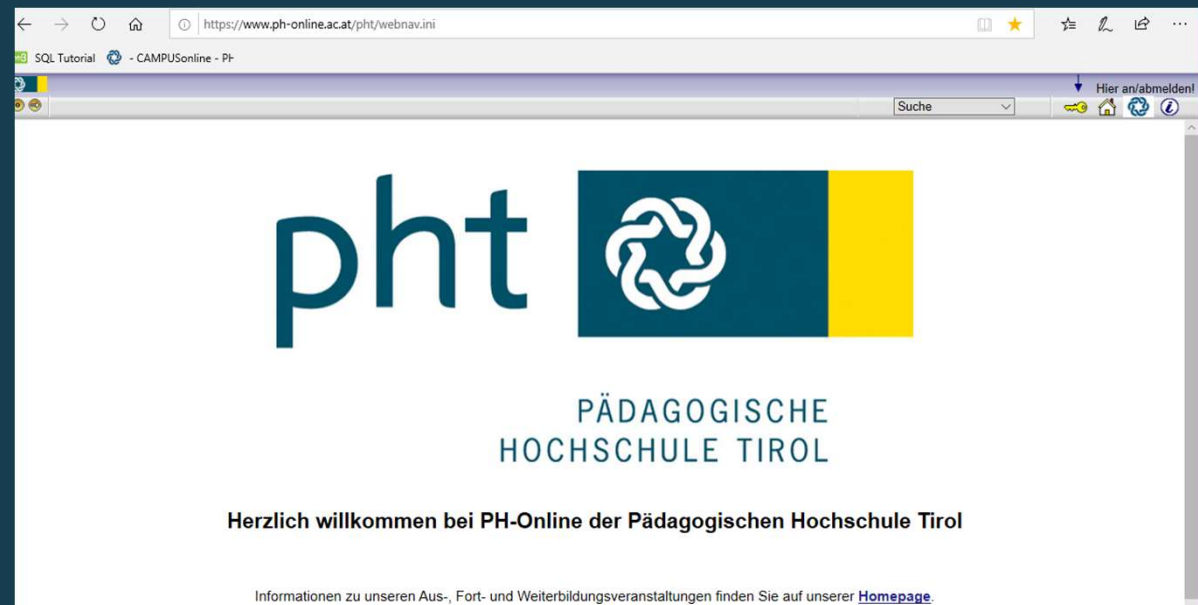 https://www.ph-online.ac.at/pht/webnav.ini
SQL Tutorial - CAMPUSonline - PH
Hier an/abmelden!
Suche
pht
PÄDAGOGISCHE
HOCHSCHULE TIROL
Herzlich willkommen bei PH-Online der Pädagogischen Hochschule Tirol
Informationen zu unseren Aus-, Fort- und Weiterbildungsveranstaltungen finden Sie auf unserer Homepage.